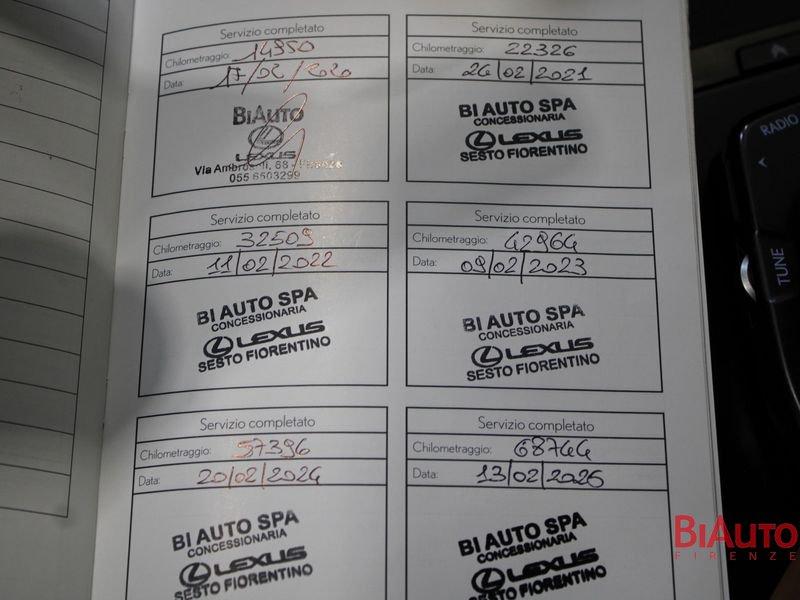 Servizio completato
Chilometraggio: 14950
Data: 17/02/2020
BIAUTO
LEXUS
055 6503299
Servizio completato
Chilometraggio: 22326
Data: 26/02/2021
BI AUTO SPA
CONCESSIONARIA
LEXUS
SESTO FIORENTINO
Servizio completato
Chilometraggio: 32509
Data: 11/02/2022
BI AUTO SPA
CONCESSIONARIA
LEXUS
SESTO FIORENTINO
Servizio completato
Chilometraggio: 42964
Data: 09/02/2023
BI AUTO SPA
CONCESSIONARIA
LEXUS
SESTO FIORENTINO
Servizio completato
Chilometraggio: 57396
Data: 20/02/2024
BI AUTO SPA
CONCESSIONARIA
LEXUS
SESTO FIORENTINO
Servizio completato
Chilometraggio: 68744
Data: 13/02/2025
BI AUTO SPA
CONCESSIONARIA
LEXUS
SESTO FIORENTINO
RADIO
TUNE
BIAUTO
FIRENZE